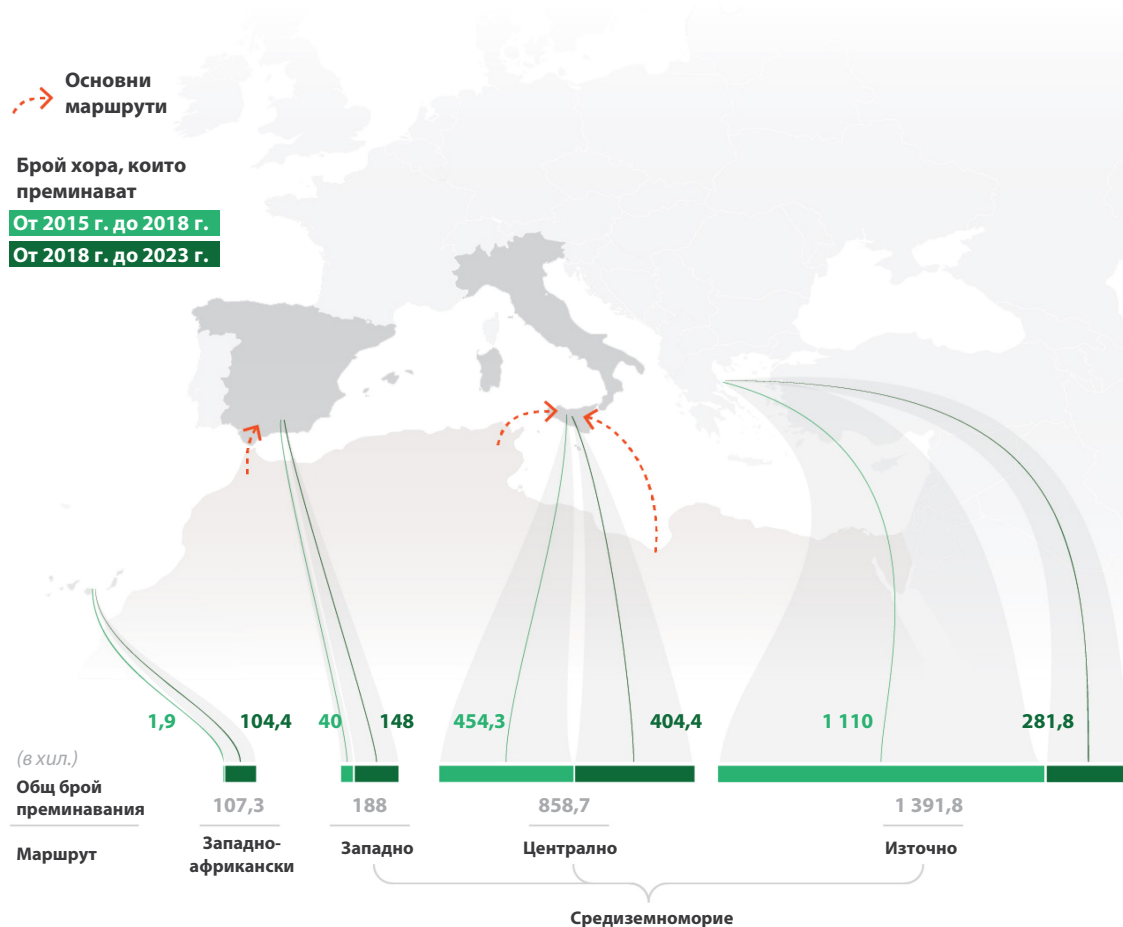 Основни
маршрути
Брой хора, които
преминават
От 2015 г. до 2018 г.
От 2018 г. до 2023 г.
1,9
104,4
40
148
454,3
404,4
1 110
281,8
(в хил.)
Общ брой
преминавания
107,3
188
858,7
1 391,8
Маршрут
Западно-
африкански
Западно
Централно
Източно
Средиземноморие